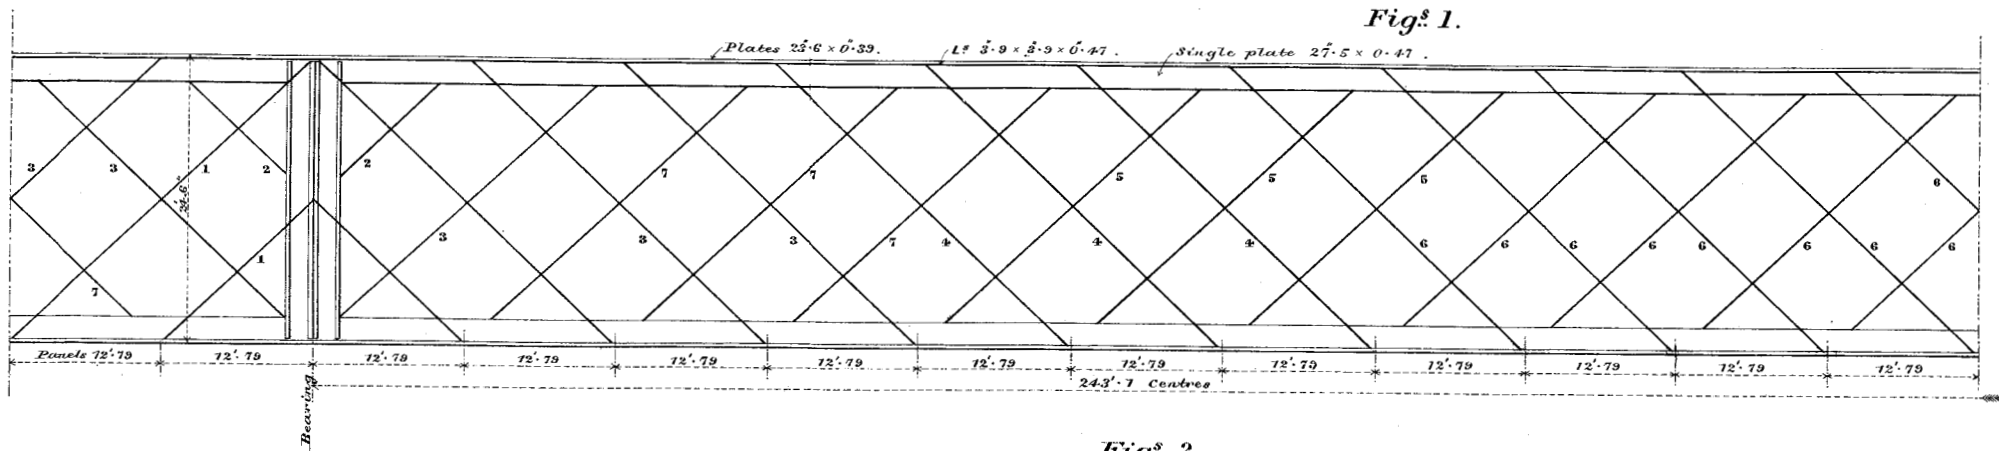 Figs. 1.
Plates 23"·6 × 0"·39.
Ls 3"·9 × 3"·9 × 0"·47.
Single plate 27"·5 × 0·47.
3 3 1 2 2 7 7 5 5 5 6
24'·6"
1 3 3 3 7 4 4 4 6 6 6 6 6 6 6 6
7
Panels 12'·79 12'·79 12'·79 12'·79 12'·79 12'·79 12'·79 12'·79 12'·79 12'·79 12'·79 12'·79 12'·79
243'·1 Centres
Bearing
Figs. 2